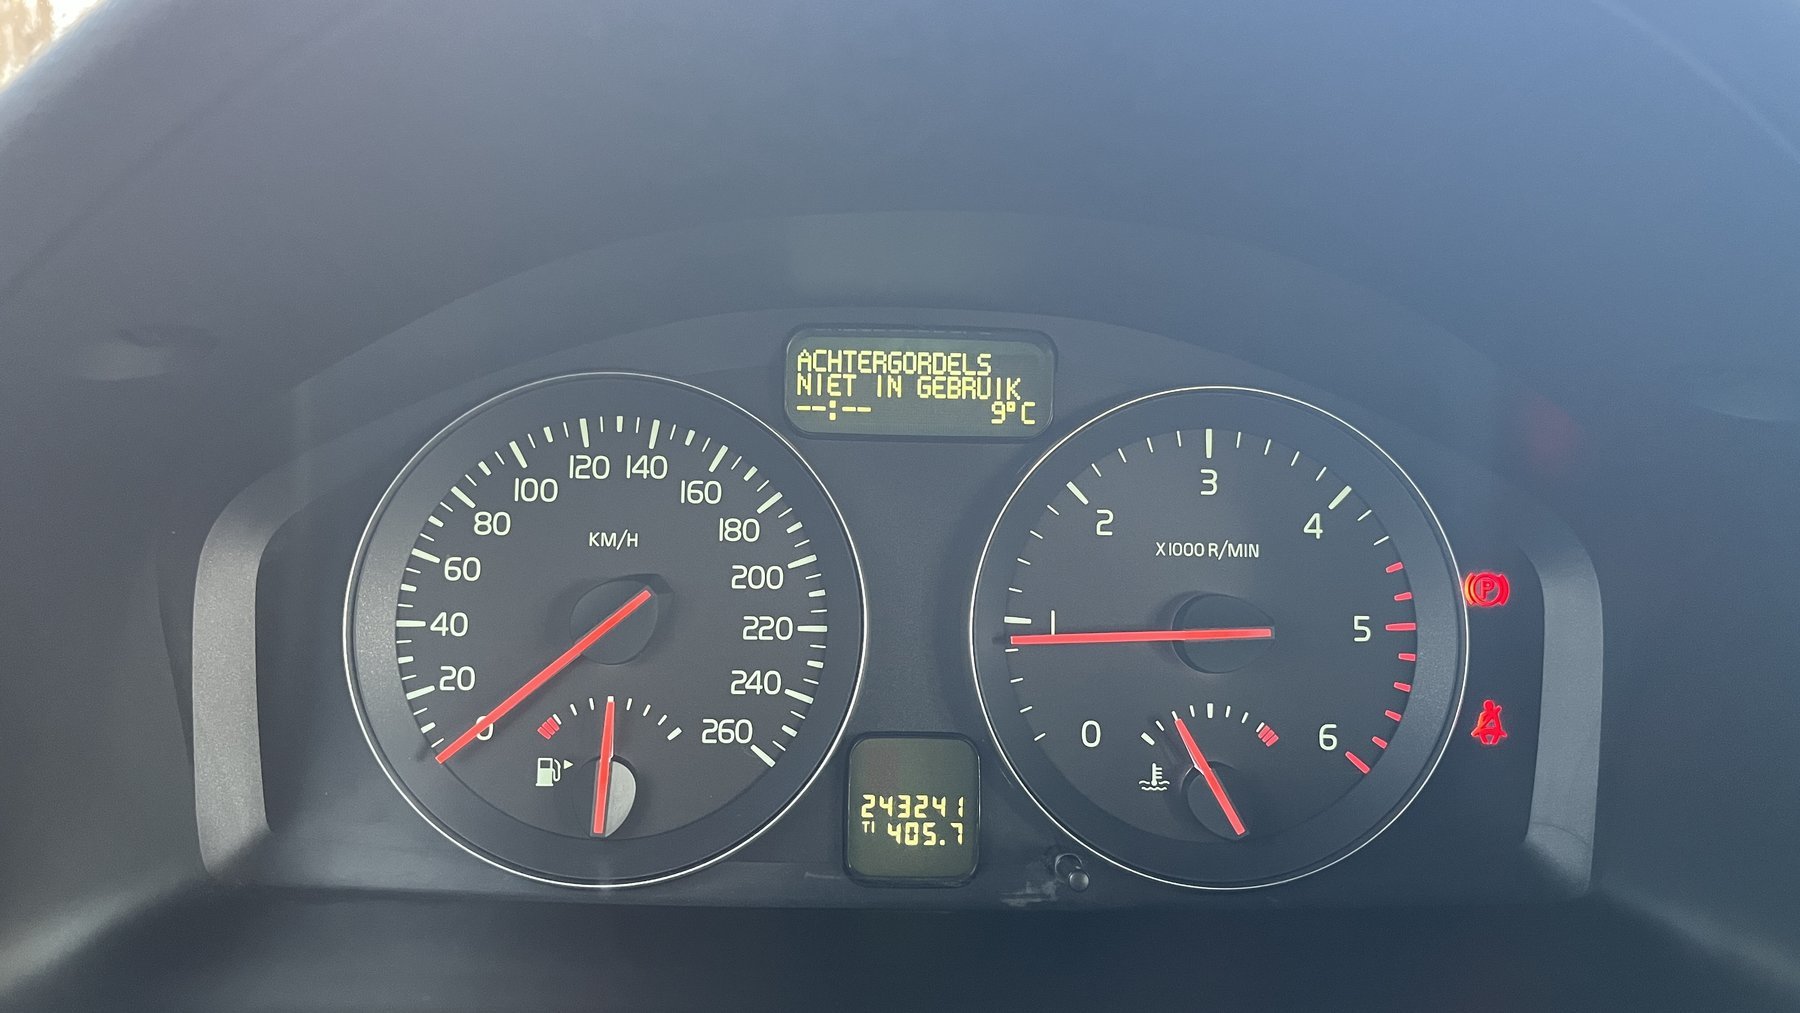 ACHTERGORDELS
NIET IN GEBRUIK
--:-- 9°C
0 20 40 60 80 100 120 140 160 180 200 220 240 260
KM/H
0 1 2 3 4 5 6
X1000 R/MIN
P
243241
T1 405.7